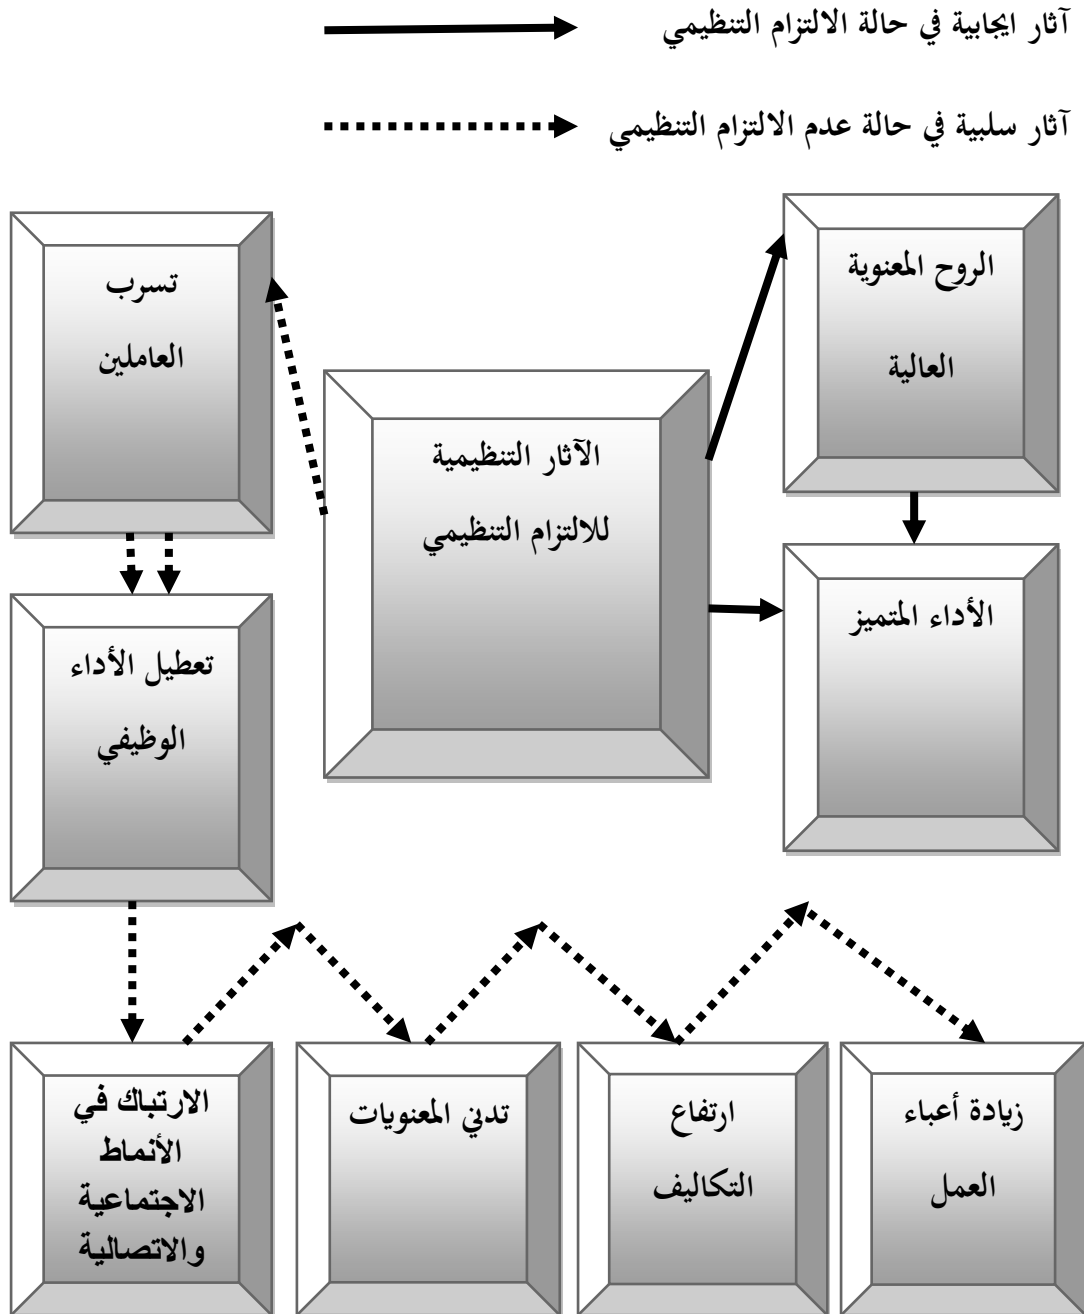 آثار ايجابية في حالة الالتزام التنظيمي
آثار سلبية في حالة عدم الالتزام التنظيمي
الروح المعنوية
العالية
تسرب
العاملين
الآثار التنظيمية
للالتزام التنظيمي
الأداء المتميز
تعطيل الأداء
الوظيفي
زيادة أعباء
العمل
ارتفاع
التكاليف
تدني المعنويات
الارتباك في
الأنماط
الاجتماعية
والاتصالية